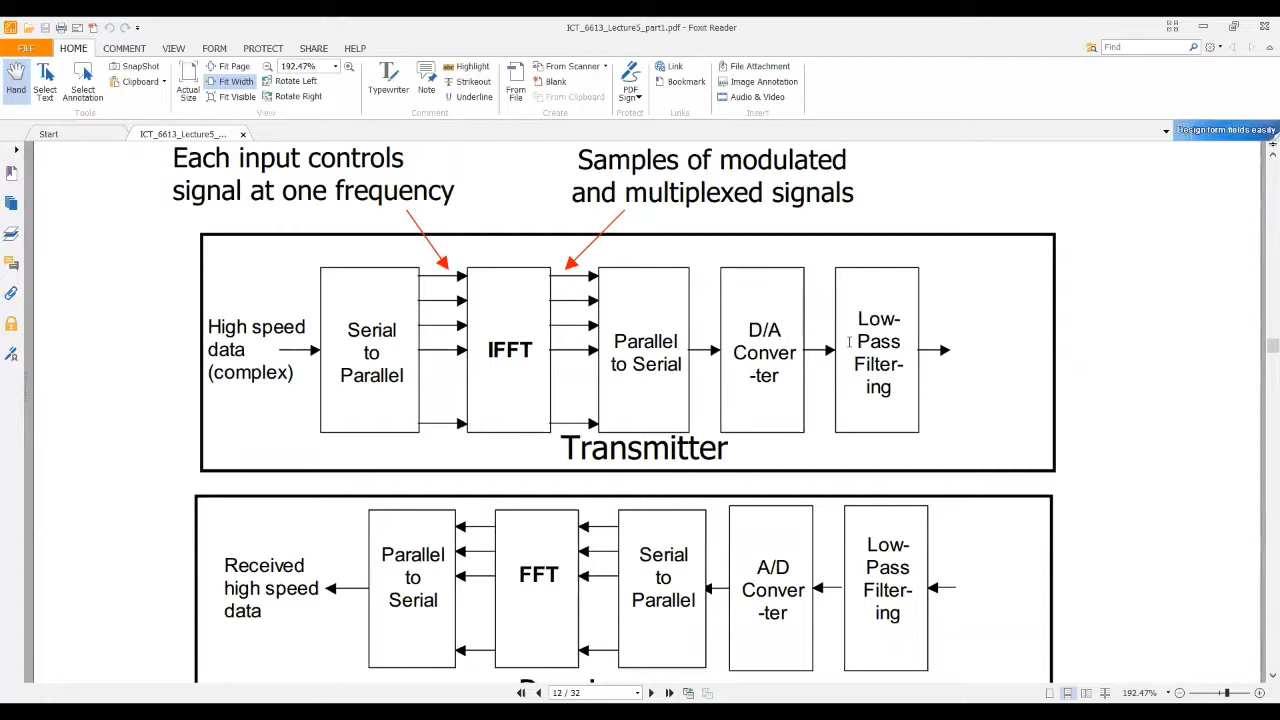 ICT_6613_Lecture5_part1.pdf - Foxit Reader
FILE HOME COMMENT VIEW FORM PROTECT SHARE HELP
Find
Hand
Select
Text
Select
Annotation
SnapShot
Clipboard
Tools
Actual
Size
Fit Page
Fit Width
Fit Visible
192.47%
Rotate Left
Rotate Right
View
Typewriter
Note
Highlight
Strikeout
Underline
Comment
From
File
From Scanner
Blank
From Clipboard
Create
PDF
Sign
Protect
Link
Bookmark
Links
File Attachment
Image Annotation
Audio & Video
Insert
Start
ICT_6613_Lecture5_...
Design form fields easily
Each input controls
signal at one frequency
Samples of modulated
and multiplexed signals
High speed
data
(complex)
Serial
to
Parallel
IFFT
Parallel
to Serial
D/A
Conver
-ter
Low-
Pass
Filter-
ing
Transmitter
Received
high speed
data
Parallel
to
Serial
FFT
Serial
to
Parallel
A/D
Conver
-ter
Low-
Pass
Filter-
ing
12 / 32
192.47%